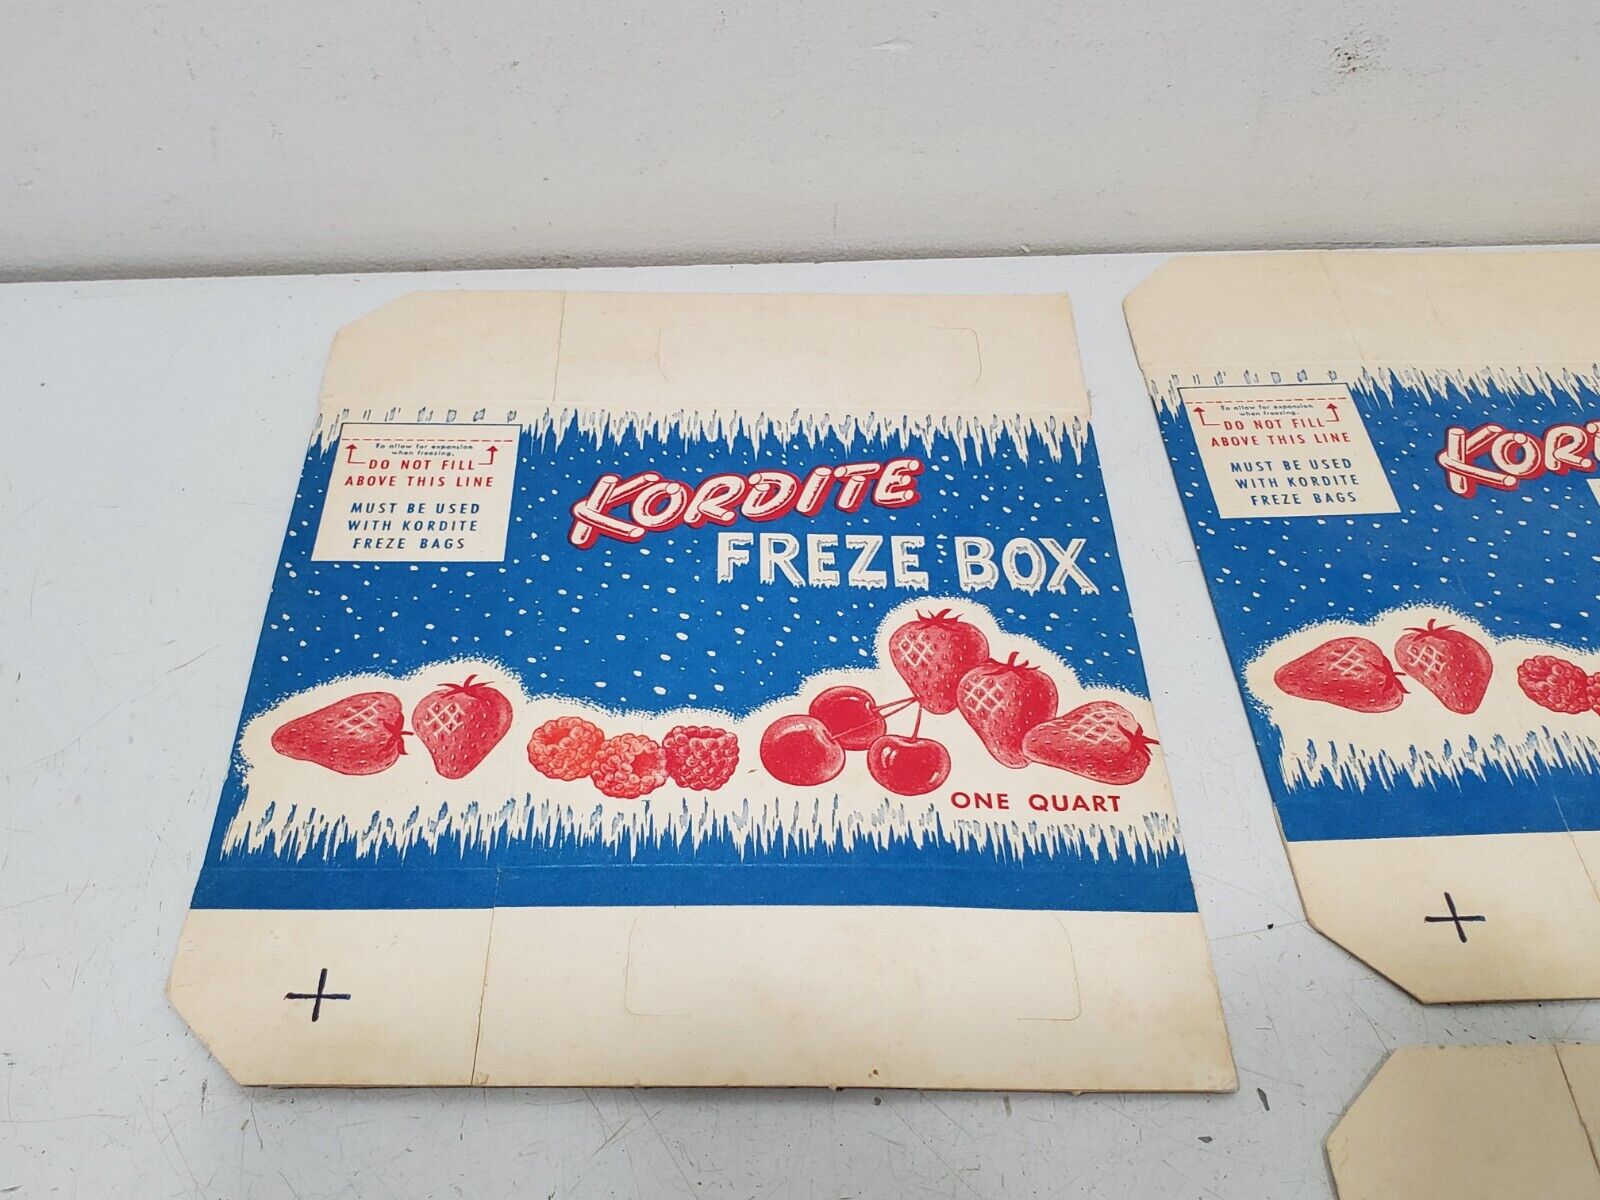 To allow for expansion
when freezing.
DO NOT FILL
ABOVE THIS LINE
MUST BE USED
WITH KORDITE
FREZE BAGS
KORDITE
FREZE BOX
ONE QUART
To allow for expansion
when freezing.
DO NOT FILL
ABOVE THIS LINE
MUST BE USED
WITH KORDITE
FREZE BAGS
KOR